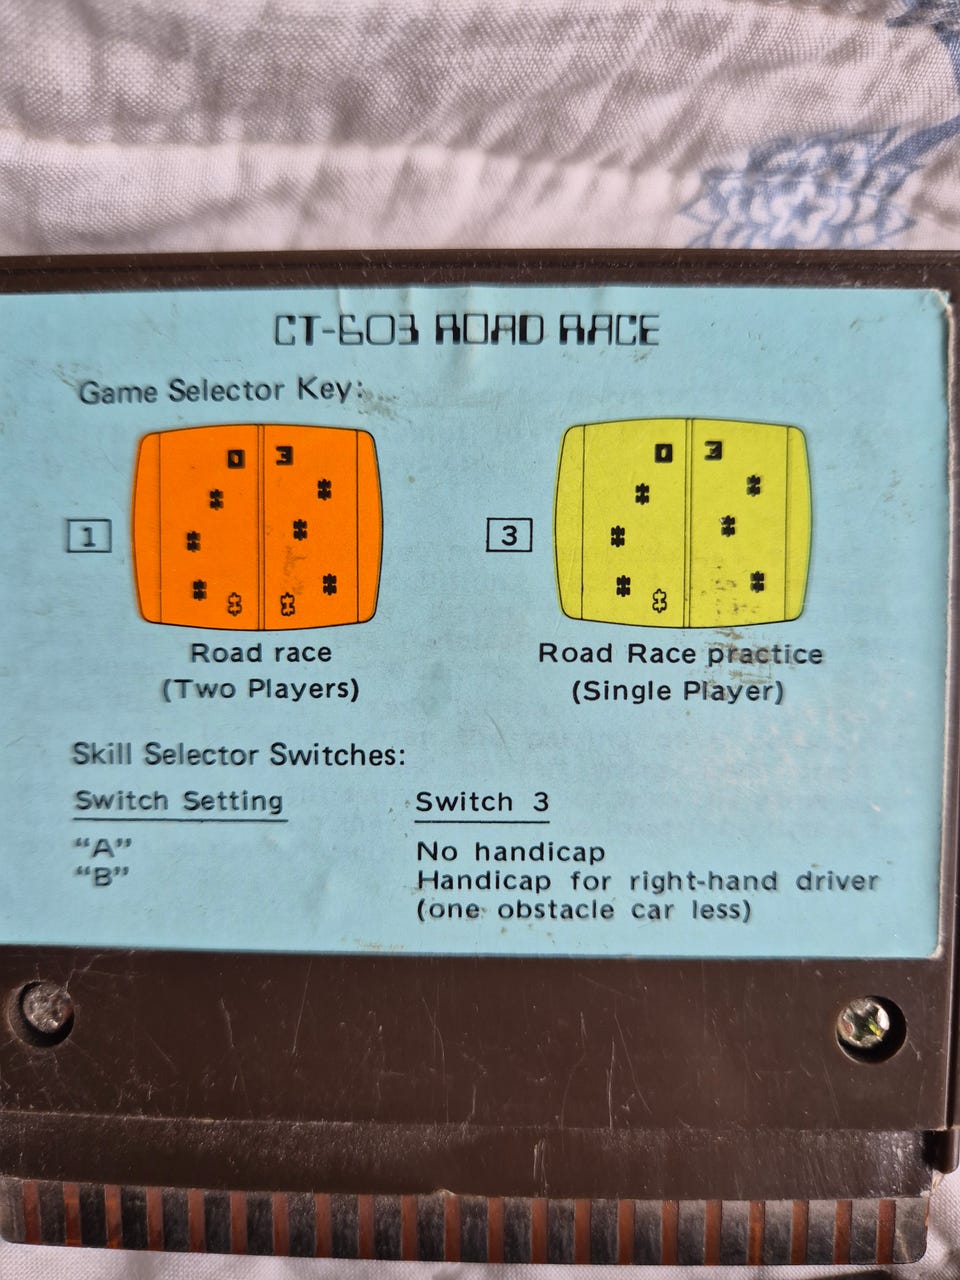 CT-603 ROAD RACE
Game Selector Key:
0 3
0 3
1
3
Road race
(Two Players)
Road Race practice
(Single Player)
Skill Selector Switches:
Switch Setting Switch 3
"A" No handicap
"B" Handicap for right-hand driver
(one obstacle car less)